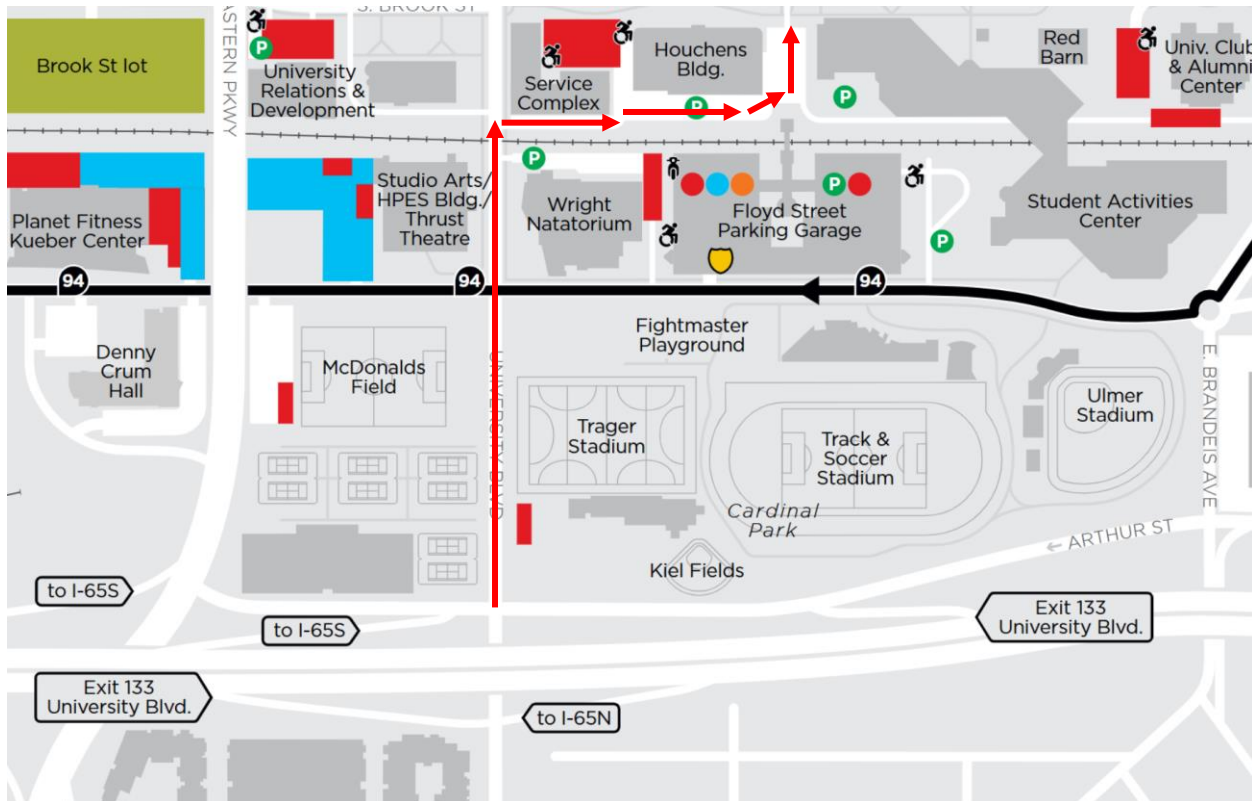 S. BROOK ST
ASTERN PKWY
Brook St lot
P
University
Relations &
Development
Service
Complex
Houchens
Bldg.
P
P
Red
Barn
Univ. Club
& Alumni
Center
Planet Fitness
Kueber Center
Studio Arts/
HPES Bldg./
Thrust
Theatre
P
Wright
Natatorium
P
Floyd Street
Parking Garage
P
Student Activities
Center
94
94
94
Denny
Crum
Hall
McDonalds
Field
UNIVERSITY BLVD
Fightmaster
Playground
Trager
Stadium
Track &
Soccer
Stadium
Ulmer
Stadium
E. BRANDEIS AVE
Cardinal
Park
Kiel Fields
← ARTHUR ST
to I-65S
to I-65S
Exit 133
University Blvd.
Exit 133
University Blvd.
to I-65N